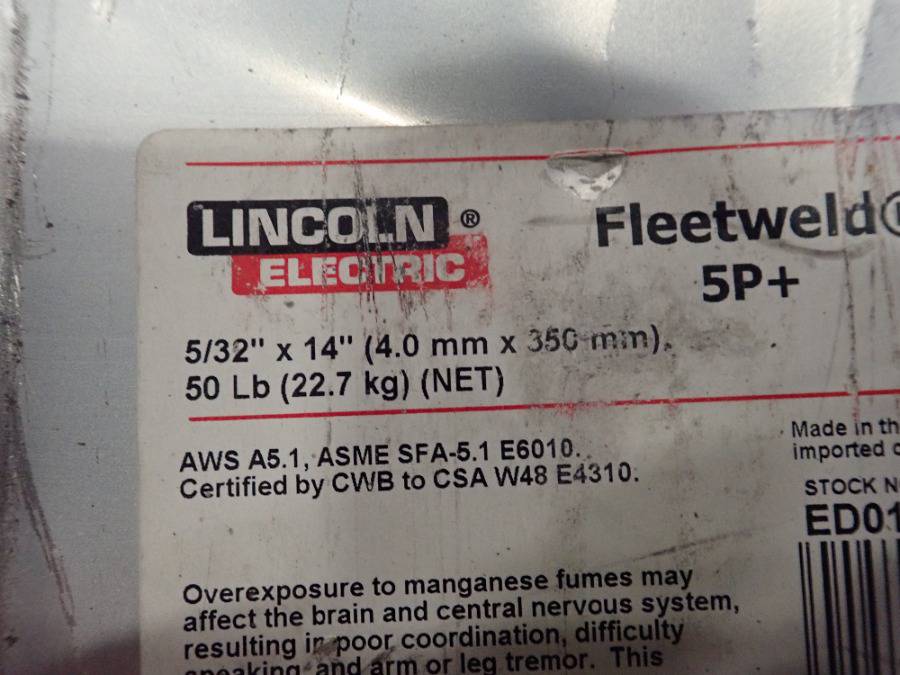 LINCOLN ®
ELECTRIC
Fleetweld®
5P+
5/32" x 14" (4.0 mm x 350 mm).
50 Lb (22.7 kg) (NET)
AWS A5.1, ASME SFA-5.1 E6010.
Certified by CWB to CSA W48 E4310.
Made in th
imported
STOCK N
ED01
Overexposure to manganese fumes may
affect the brain and central nervous system,
resulting in poor coordination, difficulty
speaking, and arm or leg tremor. This